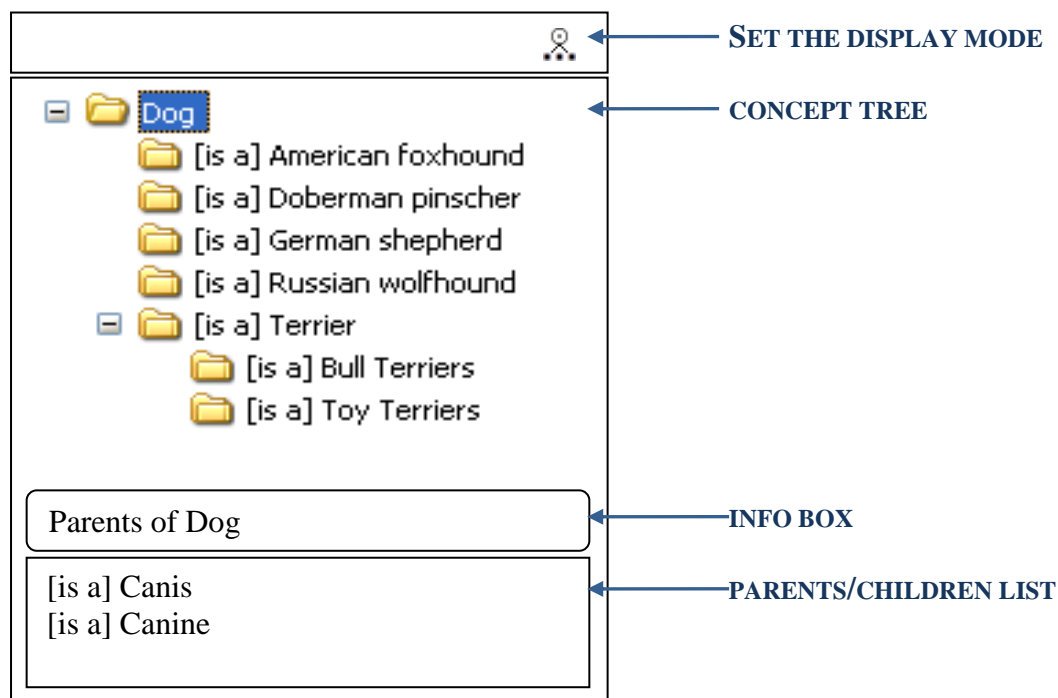 SET THE DISPLAY MODE
Dog
CONCEPT TREE
[is a] American foxhound
[is a] Doberman pinscher
[is a] German shepherd
[is a] Russian wolfhound
[is a] Terrier
[is a] Bull Terriers
[is a] Toy Terriers
Parents of Dog
INFO BOX
[is a] Canis
PARENTS/CHILDREN LIST
[is a] Canine